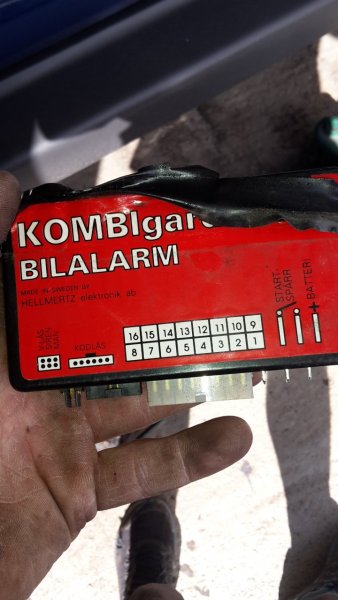 KOMBIgar
BILALARM
MADE IN SWEDEN BY
HELLMERTZ elektronik ab
KODLÅS
16 15 14 13 12 11 10 9
8 7 6 5 4 3 2 1
START-
SPÄRR
+ BATTERI